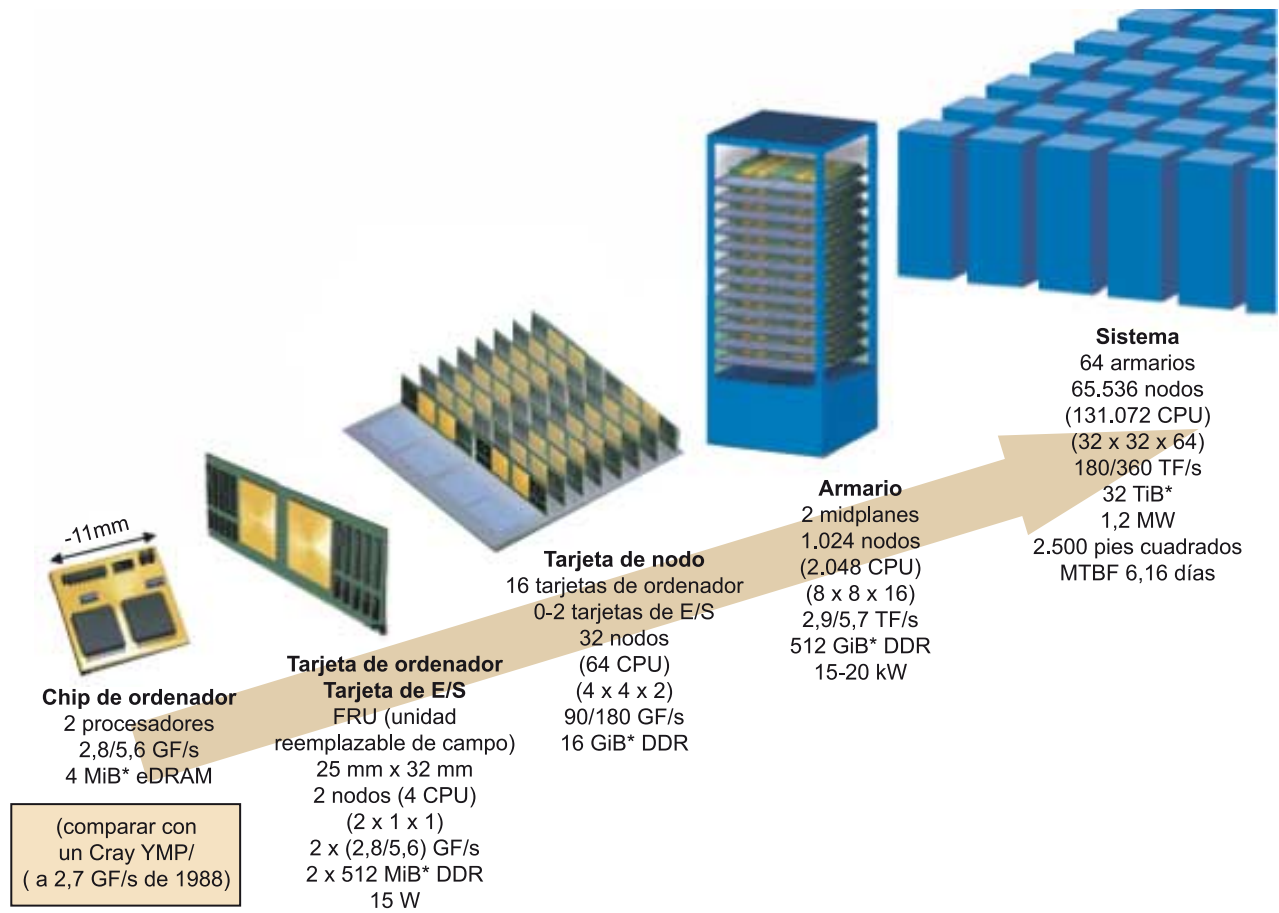 -11mm
Chip de ordenador
2 procesadores
2,8/5,6 GF/s
4 MiB* eDRAM
(comparar con
un Cray YMP/
( a 2,7 GF/s de 1988)
Tarjeta de ordenador
Tarjeta de E/S
FRU (unidad
reemplazable de campo)
25 mm x 32 mm
2 nodos (4 CPU)
(2 x 1 x 1)
2 x (2,8/5,6) GF/s
2 x 512 MiB* DDR
15 W
Tarjeta de nodo
16 tarjetas de ordenador
0-2 tarjetas de E/S
32 nodos
(64 CPU)
(4 x 4 x 2)
90/180 GF/s
16 GiB* DDR
Armario
2 midplanes
1.024 nodos
(2.048 CPU)
(8 x 8 x 16)
2,9/5,7 TF/s
512 GiB* DDR
15-20 kW
Sistema
64 armarios
65.536 nodos
(131.072 CPU)
(32 x 32 x 64)
180/360 TF/s
32 TiB*
1,2 MW
2.500 pies cuadrados
MTBF 6,16 días